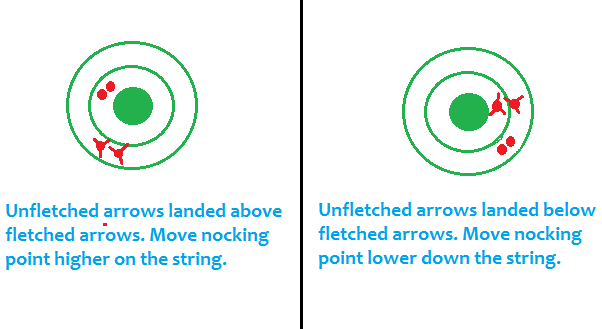 Unfletched arrows landed above
fletched arrows. Move nocking
point higher on the string.
Unfletched arrows landed below
fletched arrows. Move nocking
point lower down the string.